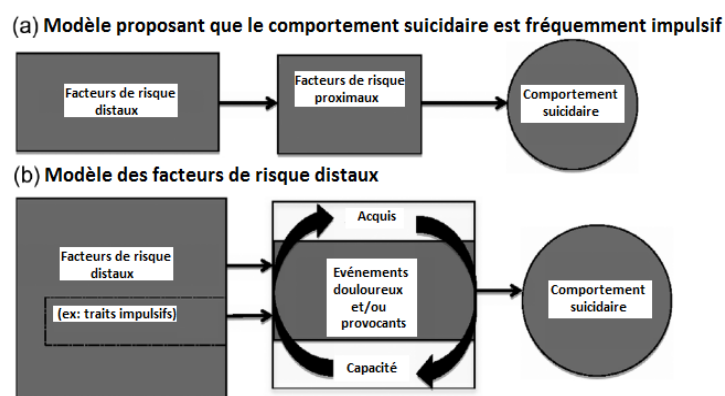 (a) Modèle proposant que le comportement suicidaire est fréquemment impulsif
Facteurs de risque
distaux
Facteurs de risque
proximaux
Comportement
suicidaire
(b) Modèle des facteurs de risque distaux
Facteurs de risque
distaux
(ex: traits impulsifs)
Acquis
Evénements
douloureux
et/ou
provocants
Capacité
Comportement
suicidaire